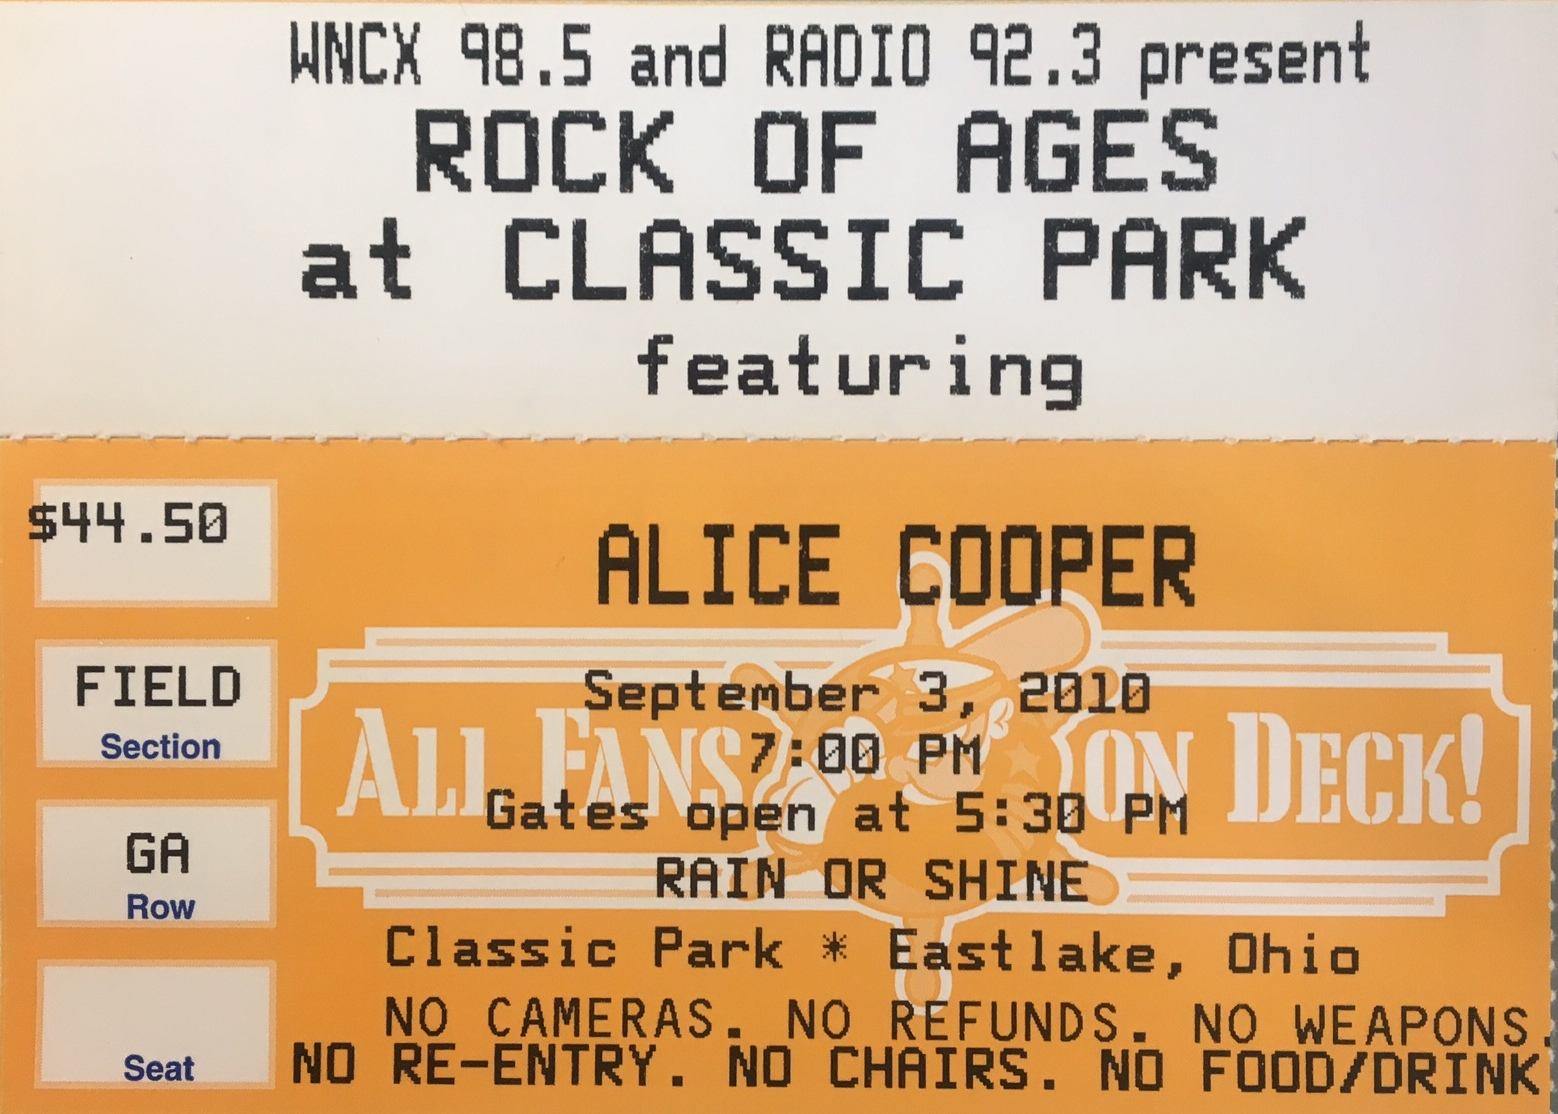 WNCX 98.5 and RADIO 92.3 present
ROCK OF AGES
at CLASSIC PARK
featuring
$44.50
ALICE COOPER
FIELD
Section
September 3, 2010
ALL FANS ON DECK!
7:00 PM
Gates open at 5:30 PM
GA
Row
RAIN OR SHINE
Classic Park * Eastlake, Ohio
NO CAMERAS. NO REFUNDS. NO WEAPONS.
Seat
NO RE-ENTRY. NO CHAIRS. NO FOOD/DRINK